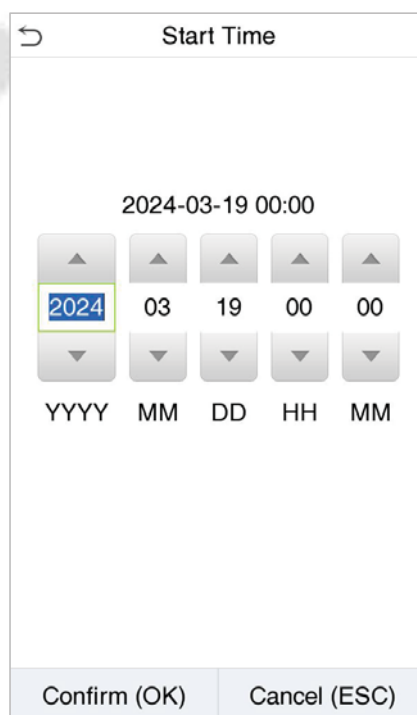 Start Time
2024-03-19 00:00
2024 03 19 00 00
YYYY MM DD HH MM
Confirm (OK) Cancel (ESC)